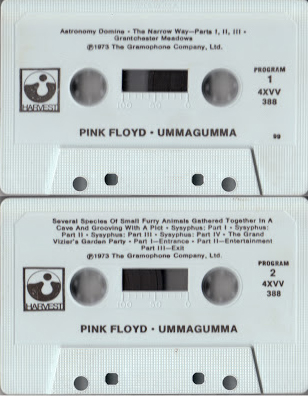 Astronomy Domine • The Narrow Way—Parts I, II, III •
Grantchester Meadows
℗1973 The Gramophone Company, Ltd.
HARVEST
PROGRAM
1
4XVV
388
PINK FLOYD • UMMAGUMMA
99
Several Species Of Small Furry Animals Gathered Together In A
Cave And Grooving With A Pict • Sysyphus: Part I • Sysyphus:
Part II • Sysyphus: Part III • Sysyphus: Part IV • The Grand
Vizier's Garden Party • Part I—Entrance • Part II—Entertainment
Part III—Exit
℗1973 The Gramophone Company, Ltd.
HARVEST
PROGRAM
2
4XVV
388
PINK FLOYD • UMMAGUMMA